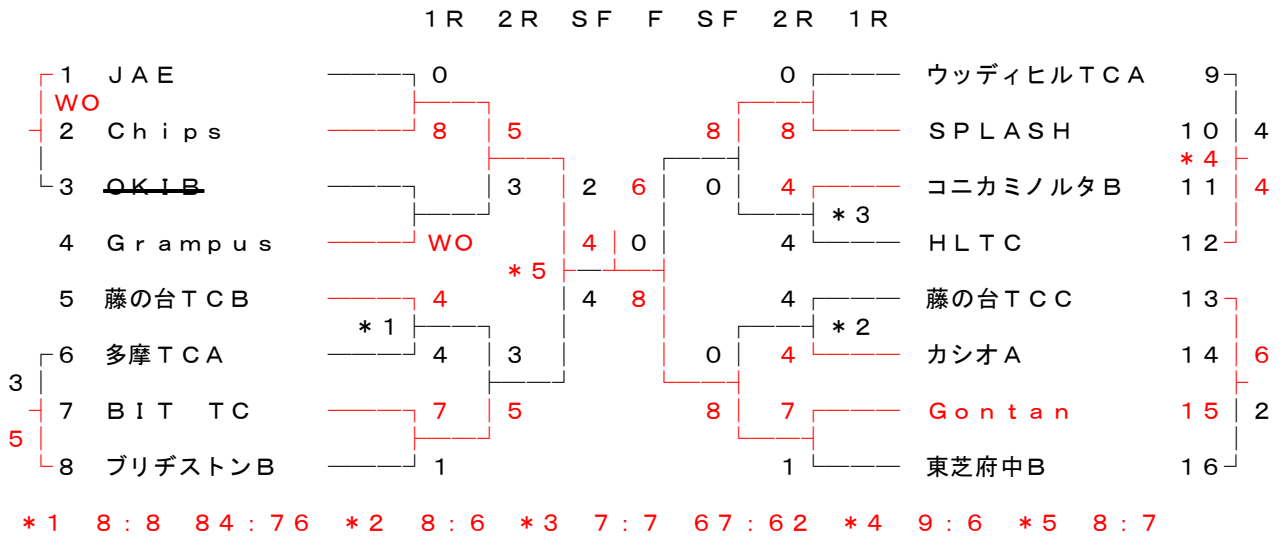 １Ｒ　２Ｒ　ＳＦ　Ｆ　ＳＦ　２Ｒ　１Ｒ
１　ＪＡＥ　０　０　ウッディヒルＴＣＡ　９
ＷＯ
２　Ｃｈｉｐｓ　８　５　８　８　ＳＰＬＡＳＨ　１０　４
＊４
３　ＯＫＩＢ　３　２　６　０　４　コニカミノルタＢ　１１　４
＊３
４　Ｇｒａｍｐｕｓ　ＷＯ　４　０　４　ＨＬＴＣ　１２
＊５
５　藤の台ＴＣＢ　４　４　８　４　藤の台ＴＣＣ　１３
＊１　＊２
６　多摩ＴＣＡ　４　３　０　４　カシオＡ　１４　６
３
７　ＢＩＴ　ＴＣ　７　５　８　７　Ｇｏｎｔａｎ　１５　２
５
８　ブリヂストンＢ　１　１　東芝府中Ｂ　１６
＊１　８：８　８４：７６　＊２　８：６　＊３　７：７　６７：６２　＊４　９：６　＊５　８：７